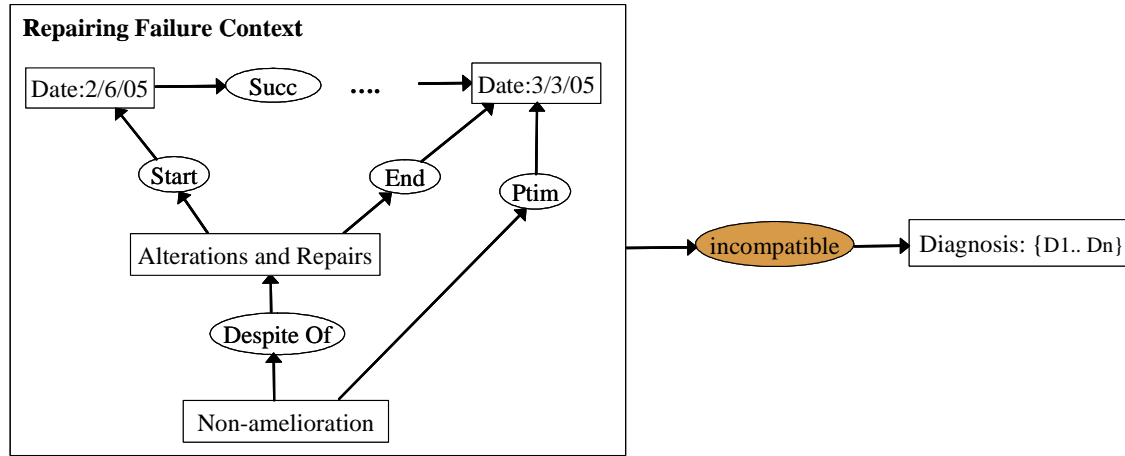 Repairing Failure Context
Date:2/6/05
Succ
....
Date:3/3/05
Start
End
Ptim
Alterations and Repairs
incompatible
Diagnosis: {D1.. Dn}
Despite Of
Non-amelioration